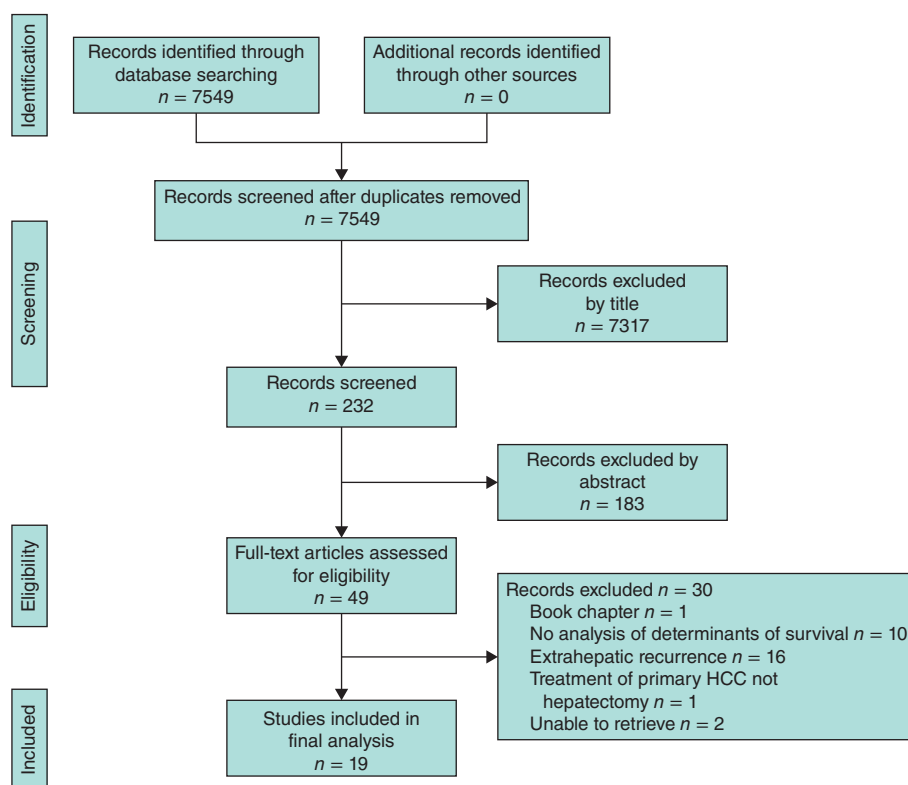 Identification
Records identified through
database searching
n = 7549
Additional records identified
through other sources
n = 0
Records screened after duplicates removed
n = 7549
Screening
Records excluded
by title
n = 7317
Records screened
n = 232
Records excluded by
abstract
n = 183
Eligibility
Full-text articles assessed
for eligibility
n = 49
Records excluded n = 30
Book chapter n = 1
No analysis of determinants of survival n = 10
Extrahepatic recurrence n = 16
Treatment of primary HCC not
hepatectomy n = 1
Unable to retrieve n = 2
Included
Studies included in
final analysis
n = 19